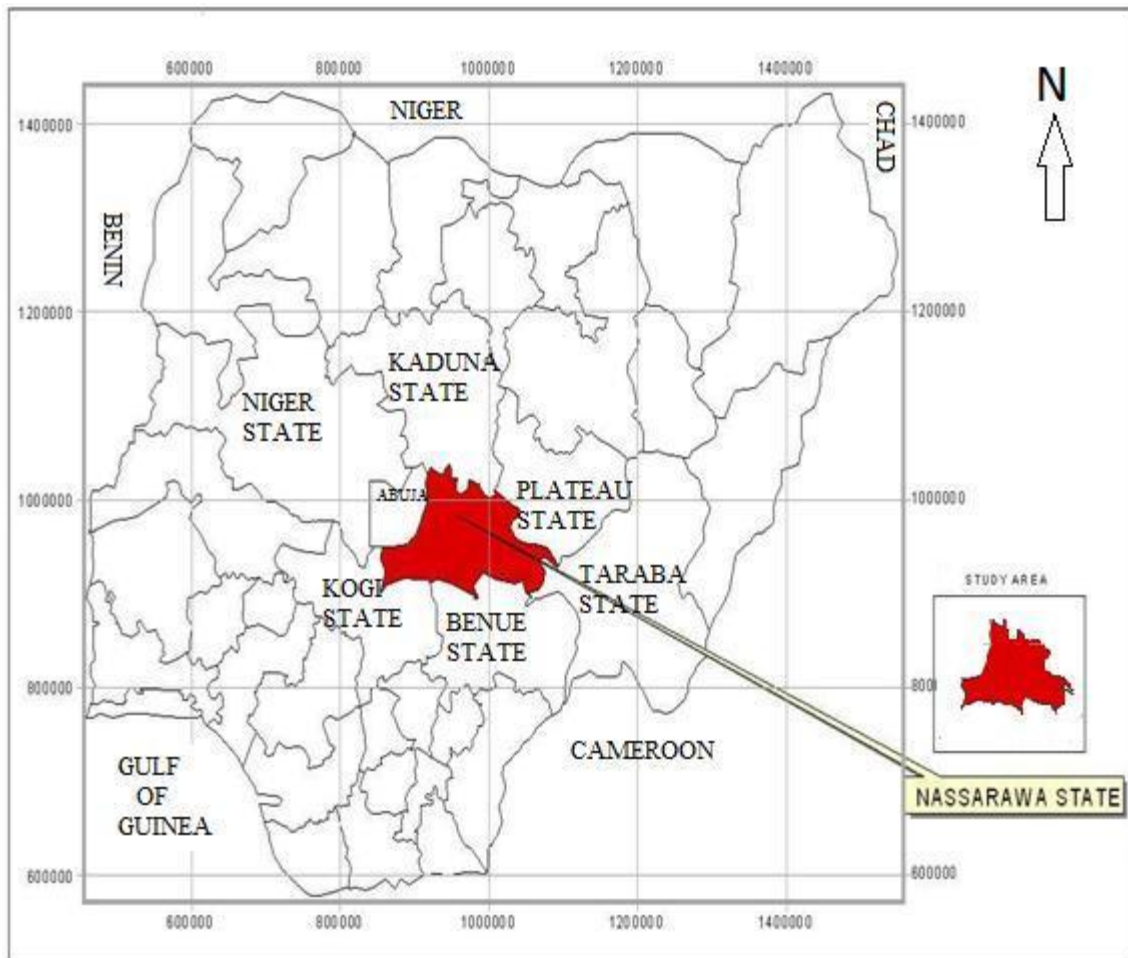 600000 800000 1000000 1200000 1400000
N
NIGER
CHAD
1400000 1400000
BENIN
1200000 1200000
KADUNA
STATE
NIGER
STATE
ABUJA
PLATEAU
STATE
1000000 1000000
KOGI
STATE
TARABA
STATE
BENUE
STATE
STUDY AREA
800000 800
CAMEROON
GULF
OF
GUINEA
NASSARAWA STATE
600000 600000
600000 800000 1000000 1200000 1400000